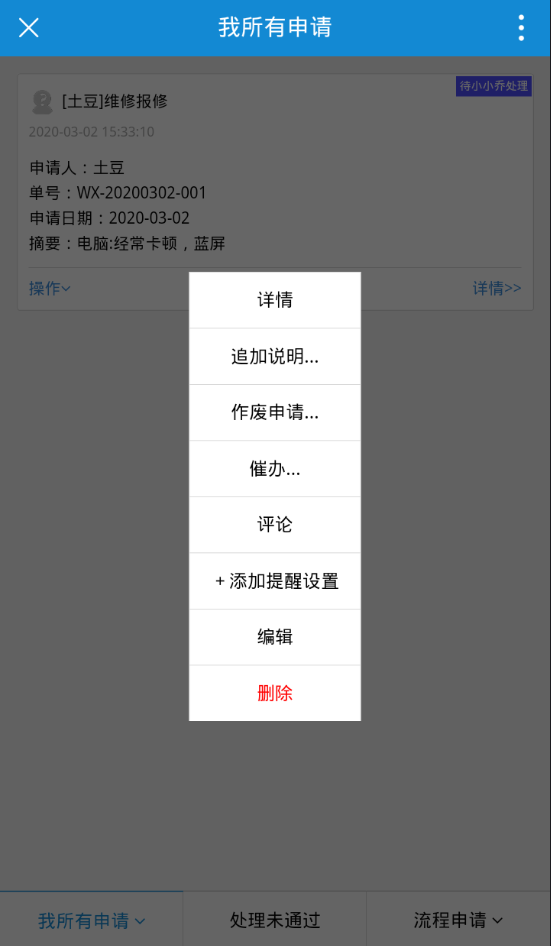 我所有申请
待小小乔处理
[土豆]维修报修
2020-03-02 15:33:10
申请人：土豆
单号：WX-20200302-001
申请日期：2020-03-02
摘要：电脑:经常卡顿，蓝屏
操作
详情>>
详情
追加说明...
作废申请...
催办...
评论
+ 添加提醒设置
编辑
删除
我所有申请
处理未通过
流程申请